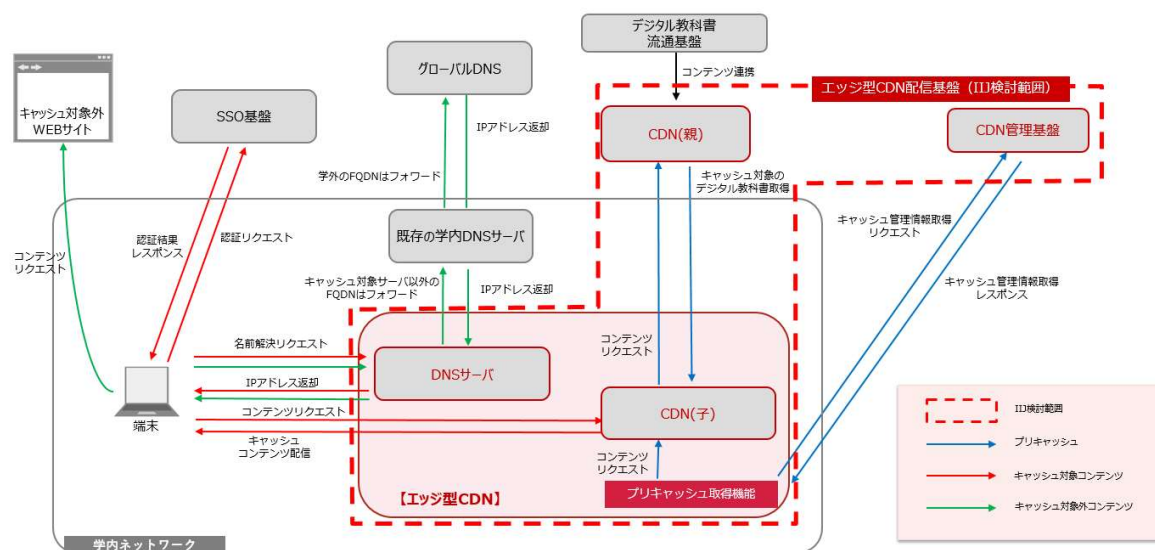 デジタル教科書
流通基盤
グローバルDNS
コンテンツ連携
エッジ型CDN配信基盤（IIJ検討範囲）
キャッシュ対象外
WEBサイト
SSO基盤
CDN(親)
CDN管理基盤
IPアドレス返却
学外のFQDNはフォワード
キャッシュ対象の
デジタル教科書取得
キャッシュ管理情報取得
リクエスト
既存の学内DNSサーバ
認証結果
レスポンス
認証リクエスト
コンテンツ
リクエスト
キャッシュ対象サーバ以外の
FQDNはフォワード
IPアドレス返却
キャッシュ管理情報取得
レスポンス
名前解決リクエスト
コンテンツ
リクエスト
DNSサーバ
IPアドレス返却
端末
コンテンツリクエスト
CDN(子)
キャッシュ
コンテンツ配信
コンテンツ
リクエスト
【エッジ型CDN】
プリキャッシュ取得機能
IIJ検討範囲
プリキャッシュ
キャッシュ対象コンテンツ
キャッシュ対象外コンテンツ
学内ネットワーク